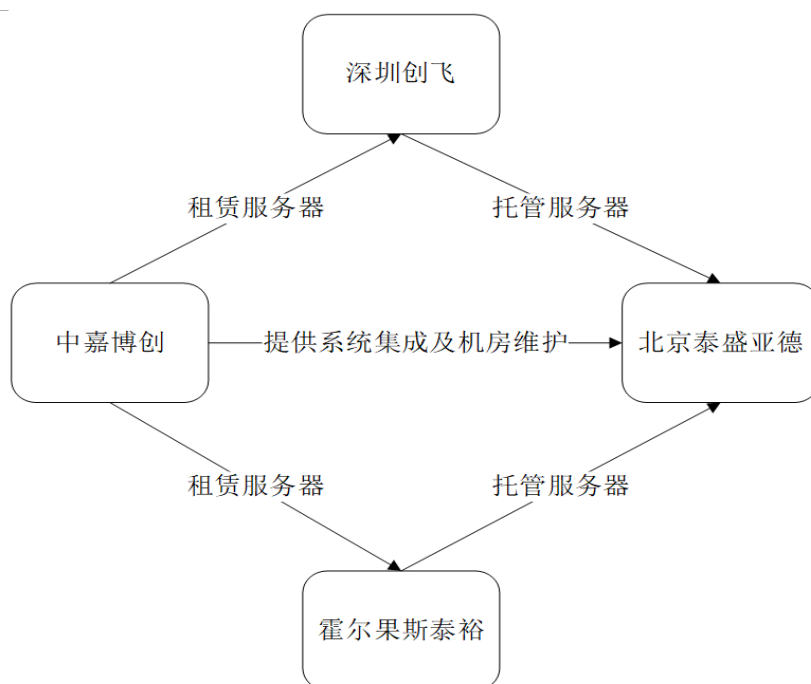 深圳创飞
租赁服务器
托管服务器
中嘉博创
提供系统集成及机房维护
北京泰盛亚德
租赁服务器
托管服务器
霍尔果斯泰裕